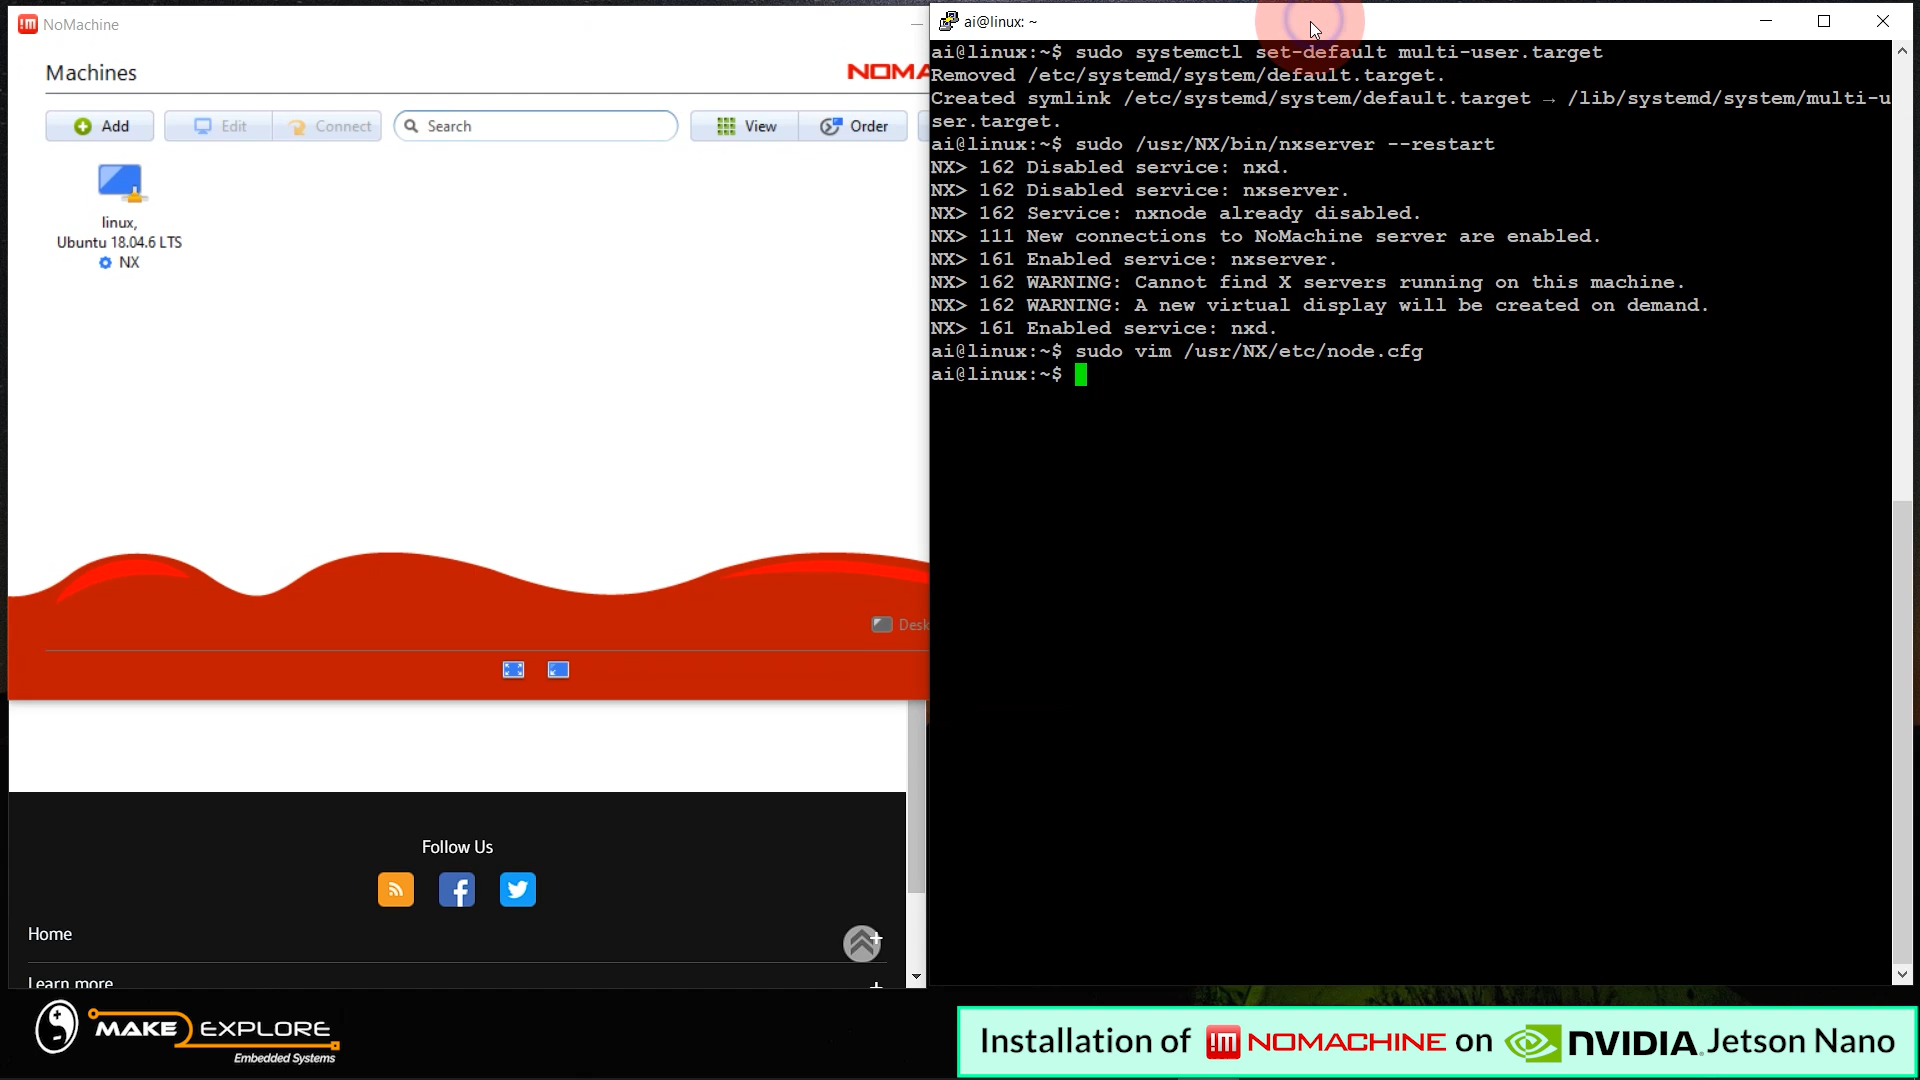 NoMachine
Machines
NOMA
Add
Edit
Connect
Search
View
Order
linux,
Ubuntu 18.04.6 LTS
NX
Desk
Follow Us
Home
Learn more
ai@linux: ~
ai@linux:~$ sudo systemctl set-default multi-user.target
Removed /etc/systemd/system/default.target.
Created symlink /etc/systemd/system/default.target → /lib/systemd/system/multi-u
ser.target.
ai@linux:~$ sudo /usr/NX/bin/nxserver --restart
NX> 162 Disabled service: nxd.
NX> 162 Disabled service: nxserver.
NX> 162 Service: nxnode already disabled.
NX> 111 New connections to NoMachine server are enabled.
NX> 161 Enabled service: nxserver.
NX> 162 WARNING: Cannot find X servers running on this machine.
NX> 162 WARNING: A new virtual display will be created on demand.
NX> 161 Enabled service: nxd.
ai@linux:~$ sudo vim /usr/NX/etc/node.cfg
ai@linux:~$
MAKE EXPLORE
Embedded Systems
Installation of !m NOMACHINE on NVIDIA. Jetson Nano